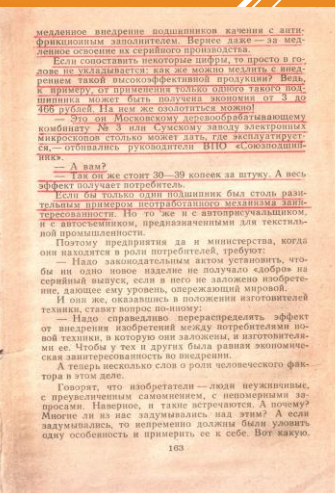 медленное внедрение подшипников качения с анти-
фрикционным заполнителем. Вернее даже — за мед-
ленное освоение их серийного производства.
Если сопоставить некоторые цифры, то просто в го-
лове не укладывается: как же можно медлить с внед-
рением такой высокоэффективной продукции? Ведь,
к примеру, от применения только одного такого под-
шипника может быть получена экономия от 3 до
466 рублей. На нем же озолотиться можно!
— Это он Московскому деревообрабатывающему
комбинату № 3 или Сумскому заводу электронных
микроскопов столько может дать, где эксплуатирует-
ся,— отбивались руководители ВПО «Союзподшип-
ник».
— А вам?
— Так он же стоит 30—39 копеек за штуку. А весь
эффект получает потребитель.
Если бы только один подшипник был столь рази-
тельным примером неотработанного механизма заин-
тересованности. Но то же и с автоприсучальщиком,
и с автосъемником, предназначенными для текстиль-
ной промышленности.
Поэтому предприятия да и министерства, когда
они находятся в роли потребителей, требуют:
— Надо законодательным актом установить, что-
бы ни одно новое изделие не получало «добро» на
серийный выпуск, если в него не заложено изобрете-
ние, дающее ему уровень, опережающий мировой.
И они же, оказавшись в положении изготовителей
техники, ставят вопрос по-иному:
— Надо справедливо перераспределить эффект
от внедрения изобретений между потребителями но-
вой техники, в которую они заложены, и изготовителя-
ми ее. Чтобы у тех и других была равная экономиче-
ская заинтересованность во внедрении.
А теперь несколько слов о роли человеческого фак-
тора в этом деле.
Говорят, что изобретатели — люди неуживчивые,
с преувеличенным самомнением, с непомерными за-
просами. Наверное, и такие встречаются. А почему?
Многие ли из нас задумывались над этим? А если
задумывались, то непременно должны были уловить
одну особенность и примерить ее к себе. Вот какую.
163